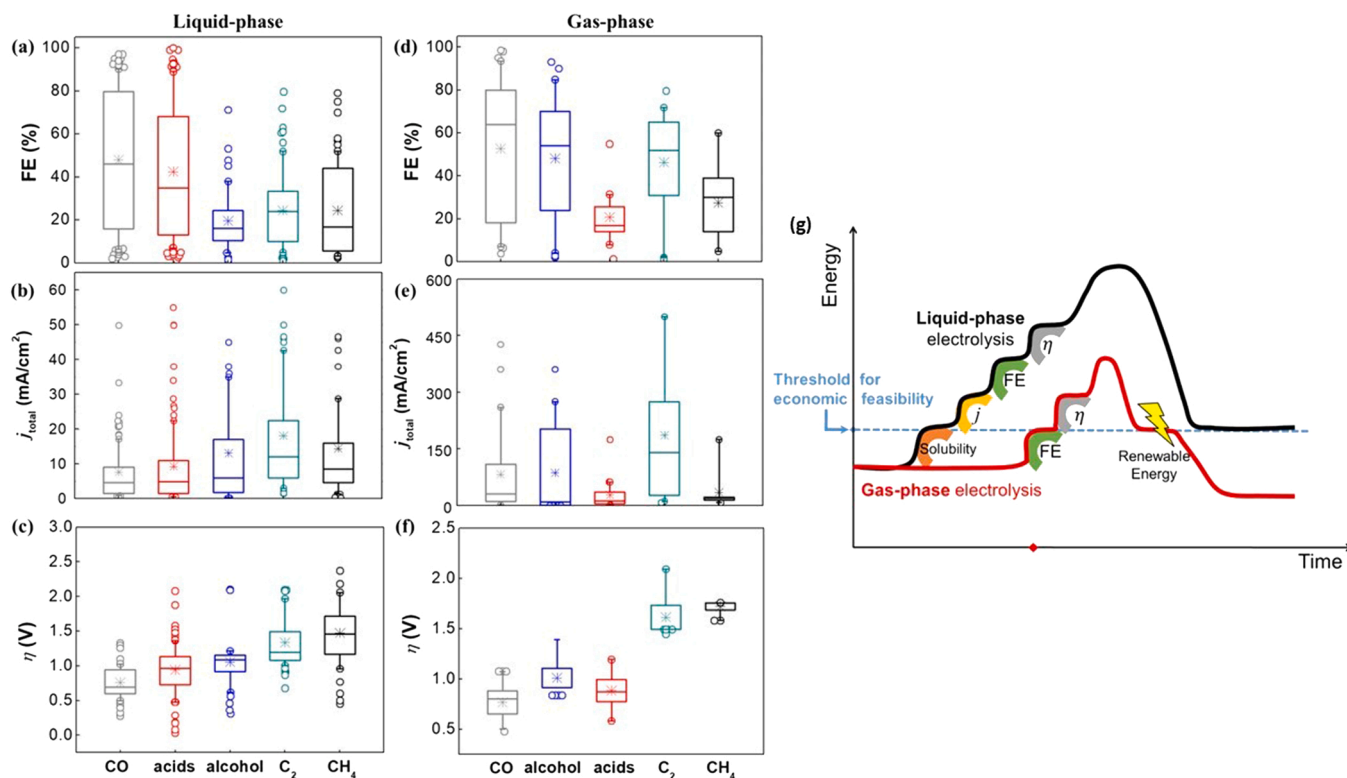 Liquid-phase
Gas-phase
(a)
FE (%)
100
80
60
40
20
0
(b)
j total (mA/cm²)
60
50
40
30
20
10
0
(c)
η (V)
3.0
2.5
2.0
1.5
1.0
0.5
0.0
CO acids alcohol C₂ CH₄
(d)
FE (%)
100
80
60
40
20
0
(e)
j total (mA/cm²)
600
450
300
150
0
(f)
η (V)
2.5
2.0
1.5
1.0
0.5
CO alcohol acids C₂ CH₄
(g)
Energy
Liquid-phase
electrolysis
η
FE
j
Solubility
Threshold for
economic feasibility
η
FE
Renewable
Energy
Gas-phase electrolysis
Time